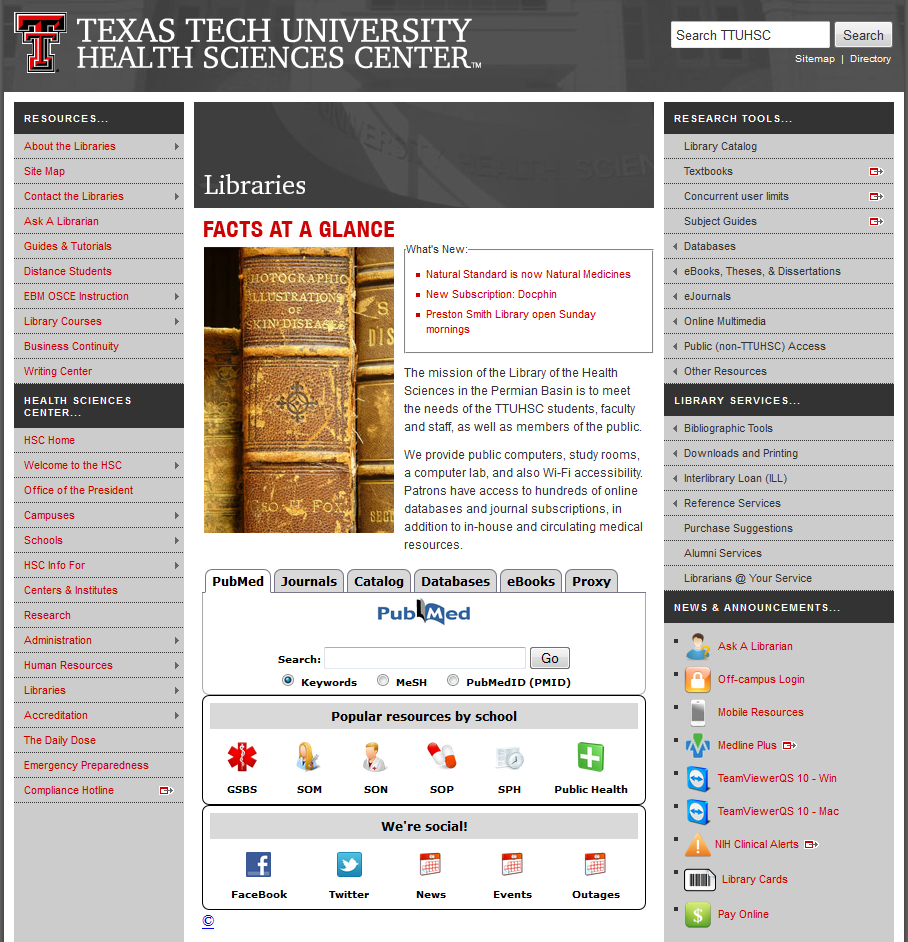 TEXAS TECH UNIVERSITY
HEALTH SCIENCES CENTER™
Search TTUHSC
Search
Sitemap | Directory
RESOURCES...
About the Libraries
Site Map
Contact the Libraries
Ask A Librarian
Guides & Tutorials
Distance Students
EBM OSCE Instruction
Library Courses
Business Continuity
Writing Center
HEALTH SCIENCES
CENTER...
HSC Home
Welcome to the HSC
Office of the President
Campuses
Schools
HSC Info For
Centers & Institutes
Research
Administration
Human Resources
Libraries
Accreditation
The Daily Dose
Emergency Preparedness
Compliance Hotline
Libraries
FACTS AT A GLANCE
PHOTOGRAPHIC
ILLUSTRATIONS
OF
SKIN DISEASES
GEO. H. FOX
What's New:
Natural Standard is now Natural Medicines
New Subscription: Docphin
Preston Smith Library open Sunday
mornings
The mission of the Library of the Health
Sciences in the Permian Basin is to meet
the needs of the TTUHSC students, faculty
and staff, as well as members of the public.
We provide public computers, study rooms,
a computer lab, and also Wi-Fi accessibility.
Patrons have access to hundreds of online
databases and journal subscriptions, in
addition to in-house and circulating medical
resources.
PubMed Journals Catalog Databases eBooks Proxy
PubMed
Search: Go
Keywords MeSH PubMedID (PMID)
Popular resources by school
GSBS SOM SON SOP SPH Public Health
We're social!
FaceBook Twitter News Events Outages
©
RESEARCH TOOLS...
Library Catalog
Textbooks
Concurrent user limits
Subject Guides
Databases
eBooks, Theses, & Dissertations
eJournals
Online Multimedia
Public (non-TTUHSC) Access
Other Resources
LIBRARY SERVICES...
Bibliographic Tools
Downloads and Printing
Interlibrary Loan (ILL)
Reference Services
Purchase Suggestions
Alumni Services
Librarians @ Your Service
NEWS & ANNOUNCEMENTS...
Ask A Librarian
Off-campus Login
Mobile Resources
Medline Plus
TeamViewerQS 10 - Win
TeamViewerQS 10 - Mac
NIH Clinical Alerts
Library Cards
Pay Online